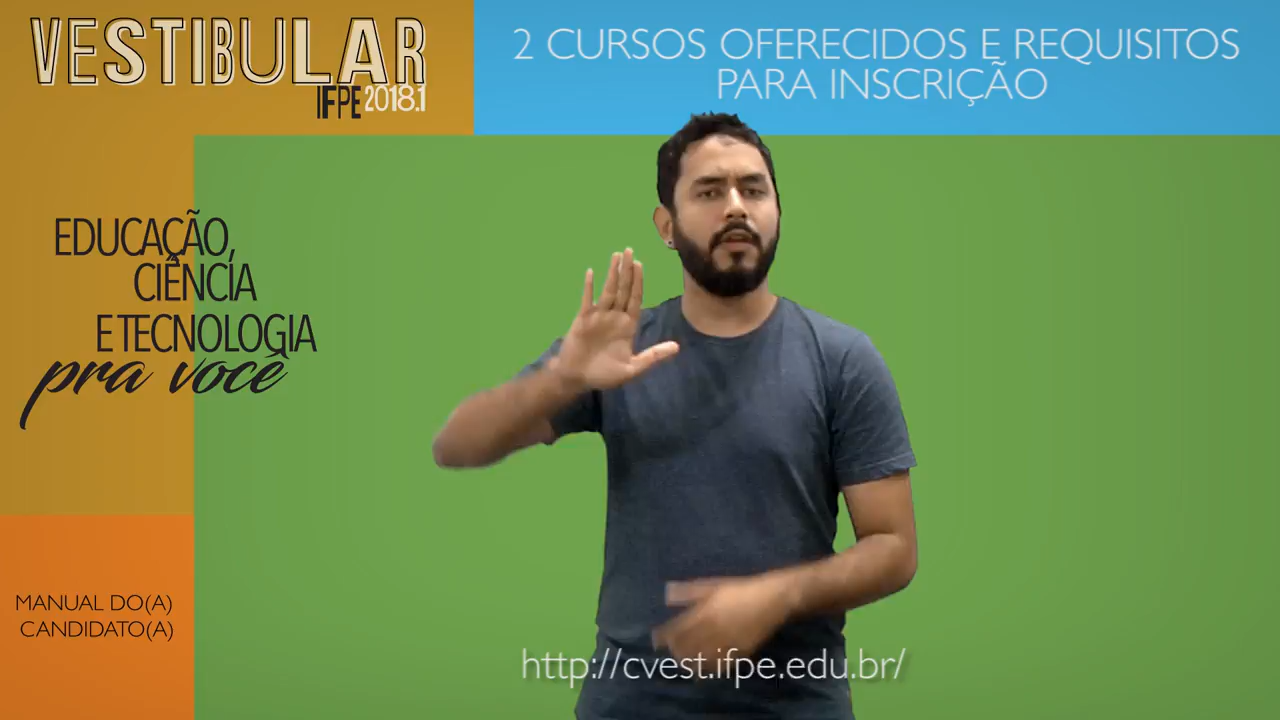 VESTIBULAR
IFPE 2018.1
2 CURSOS OFERECIDOS E REQUISITOS
PARA INSCRIÇÃO
EDUCAÇÃO,
CIÊNCIA
E TECNOLOGIA
pra você
MANUAL DO(A)
CANDIDATO(A)
http://cvest.ifpe.edu.br/